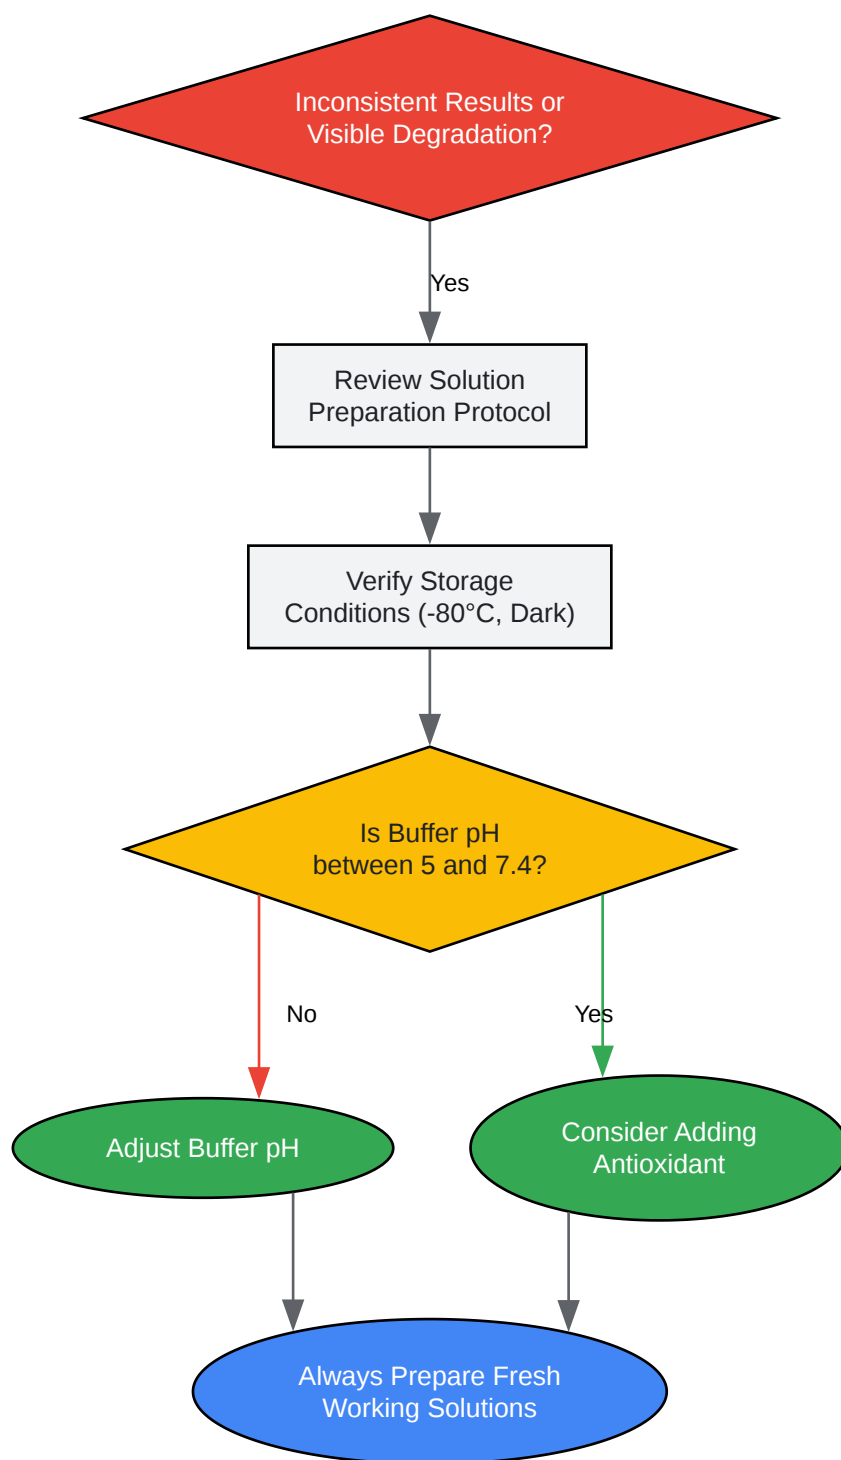 Inconsistent Results or
Visible Degradation?
Yes
Review Solution
Preparation Protocol
Verify Storage
Conditions (-80°C, Dark)
Is Buffer pH
between 5 and 7.4?
No
Yes
Adjust Buffer pH
Consider Adding
Antioxidant
Always Prepare Fresh
Working Solutions